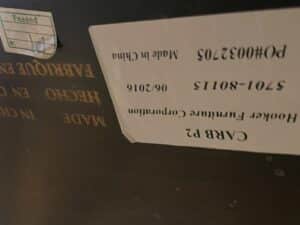 CARB P2
Hooker Furniture Corporation
5701-80115 06/2016
PO#0032705 Made in China
MADE IN
HECHO EN
FABRIQUE EN
Passed